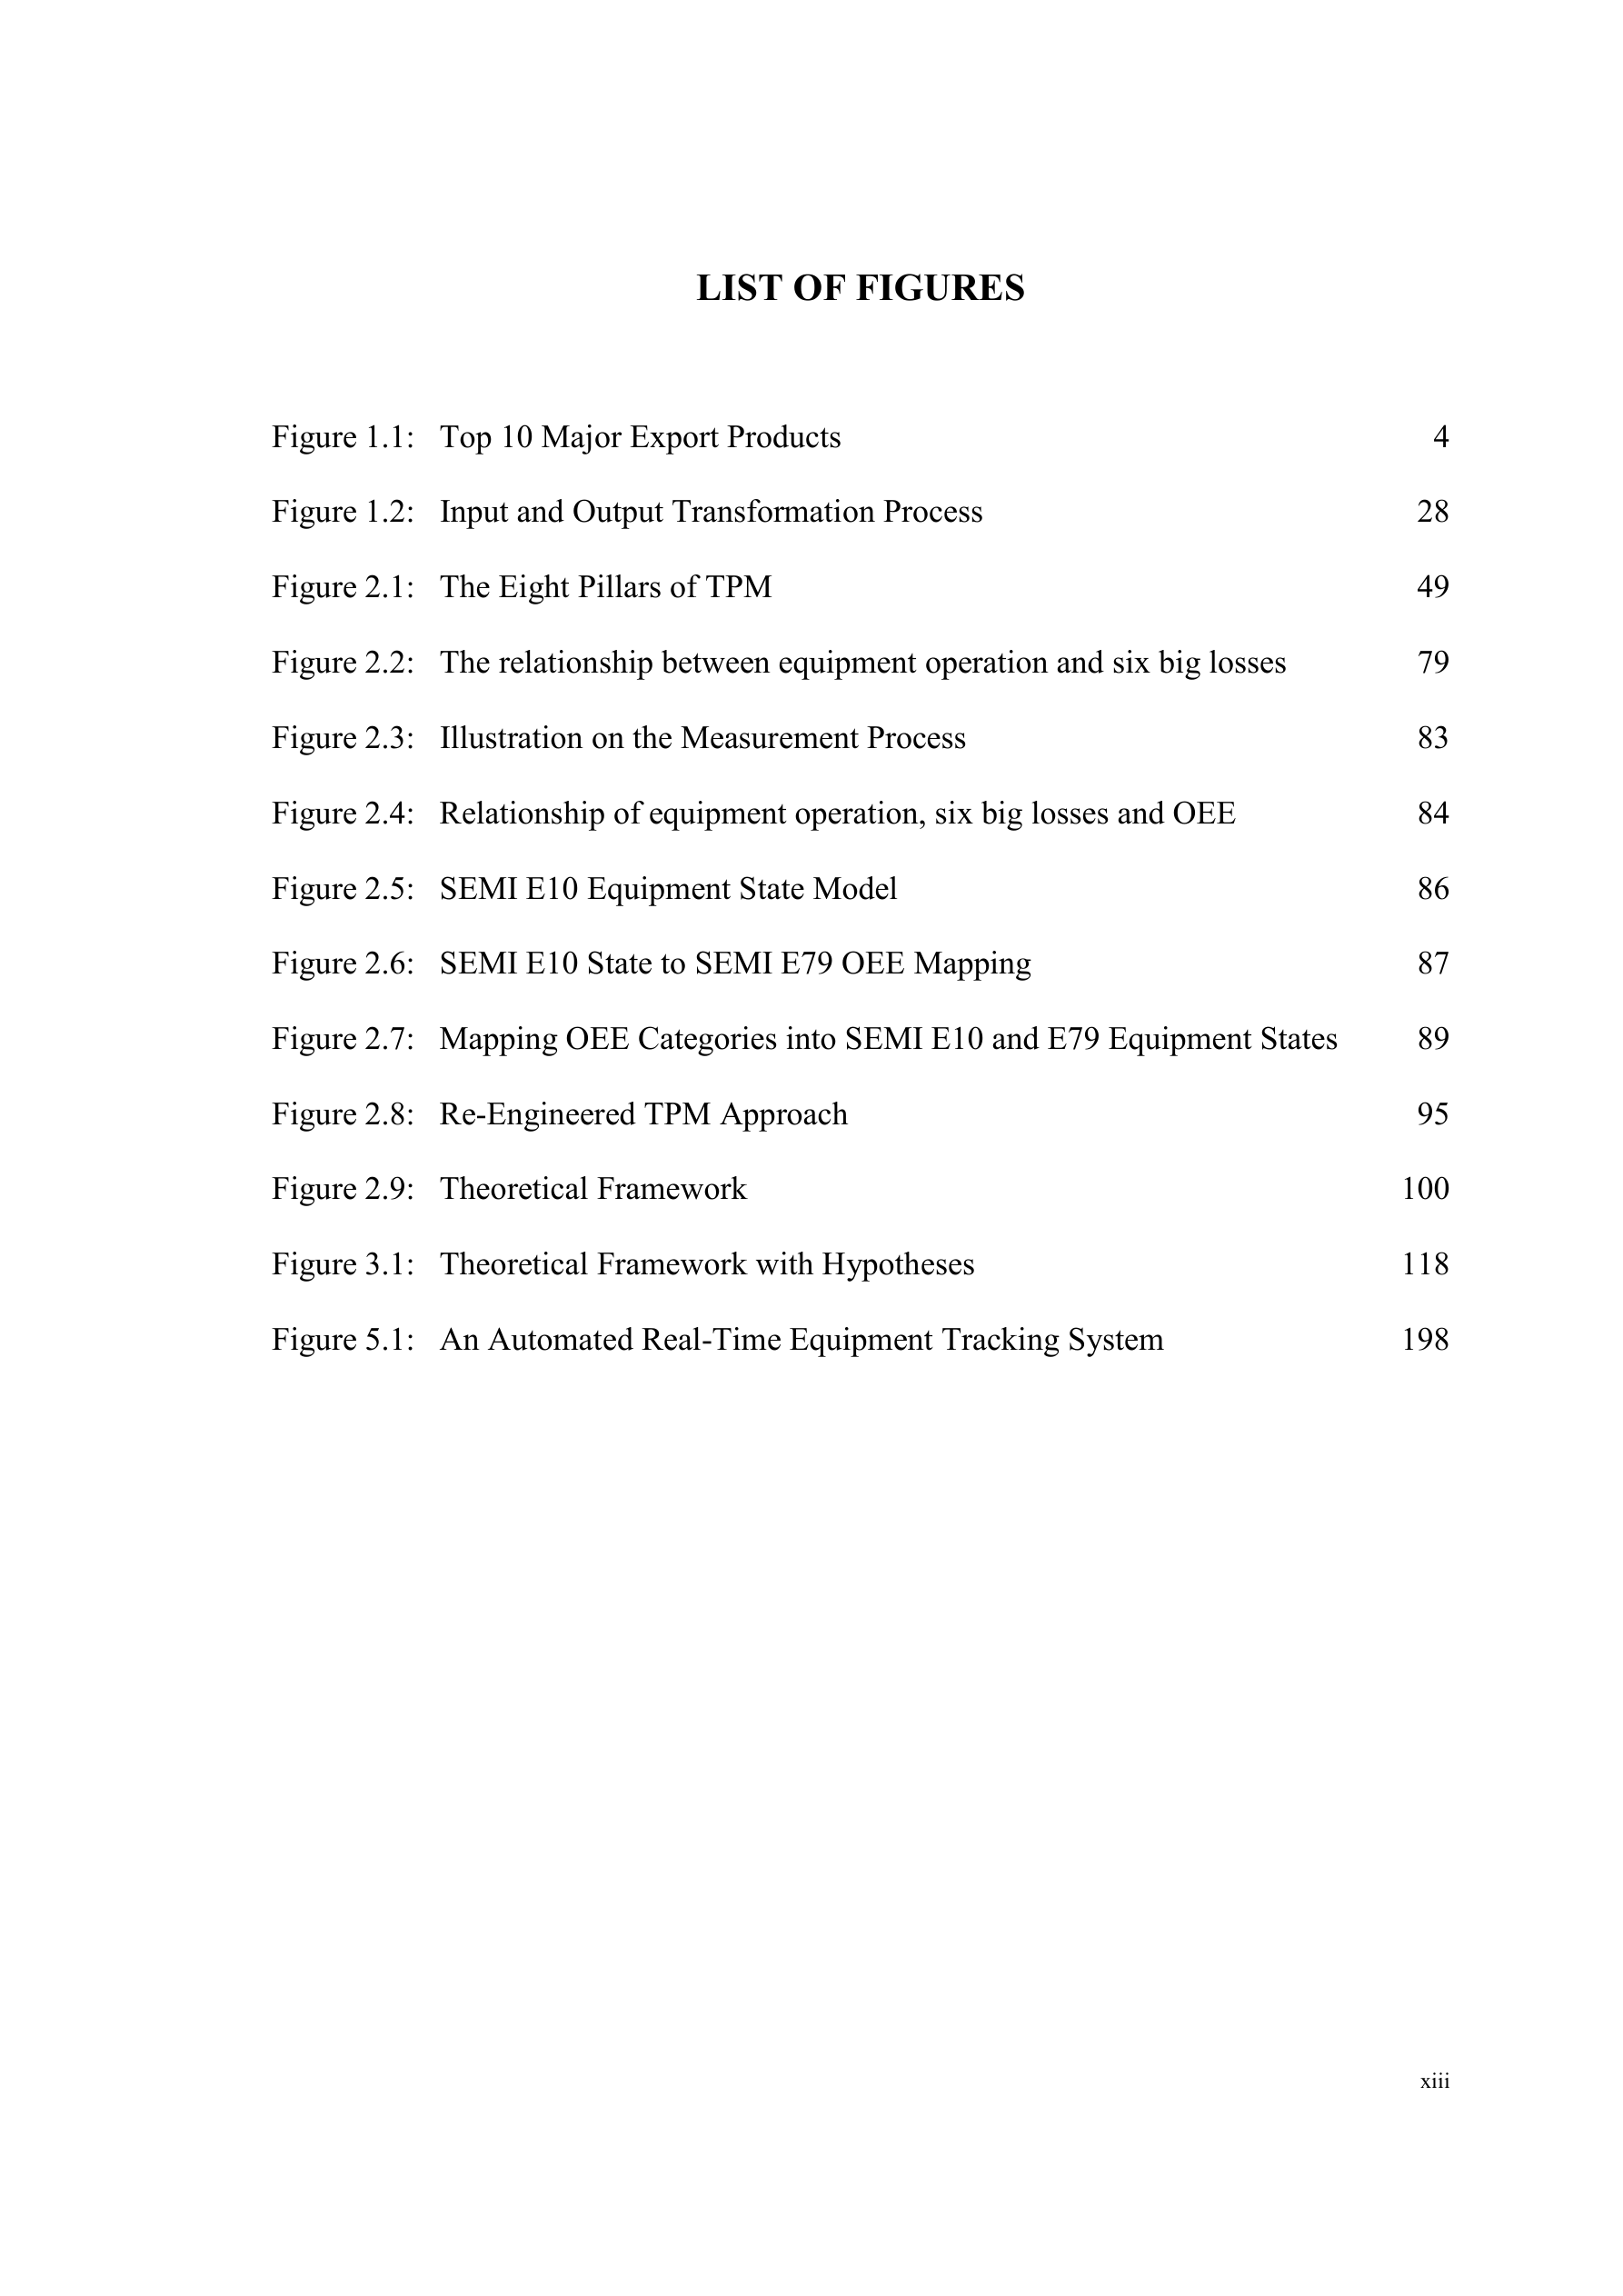 LIST OF FIGURES
Figure 1.1: Top 10 Major Export Products 4
Figure 1.2: Input and Output Transformation Process 28
Figure 2.1: The Eight Pillars of TPM 49
Figure 2.2: The relationship between equipment operation and six big losses 79
Figure 2.3: Illustration on the Measurement Process 83
Figure 2.4: Relationship of equipment operation, six big losses and OEE 84
Figure 2.5: SEMI E10 Equipment State Model 86
Figure 2.6: SEMI E10 State to SEMI E79 OEE Mapping 87
Figure 2.7: Mapping OEE Categories into SEMI E10 and E79 Equipment States 89
Figure 2.8: Re-Engineered TPM Approach 95
Figure 2.9: Theoretical Framework 100
Figure 3.1: Theoretical Framework with Hypotheses 118
Figure 5.1: An Automated Real-Time Equipment Tracking System 198
xiii